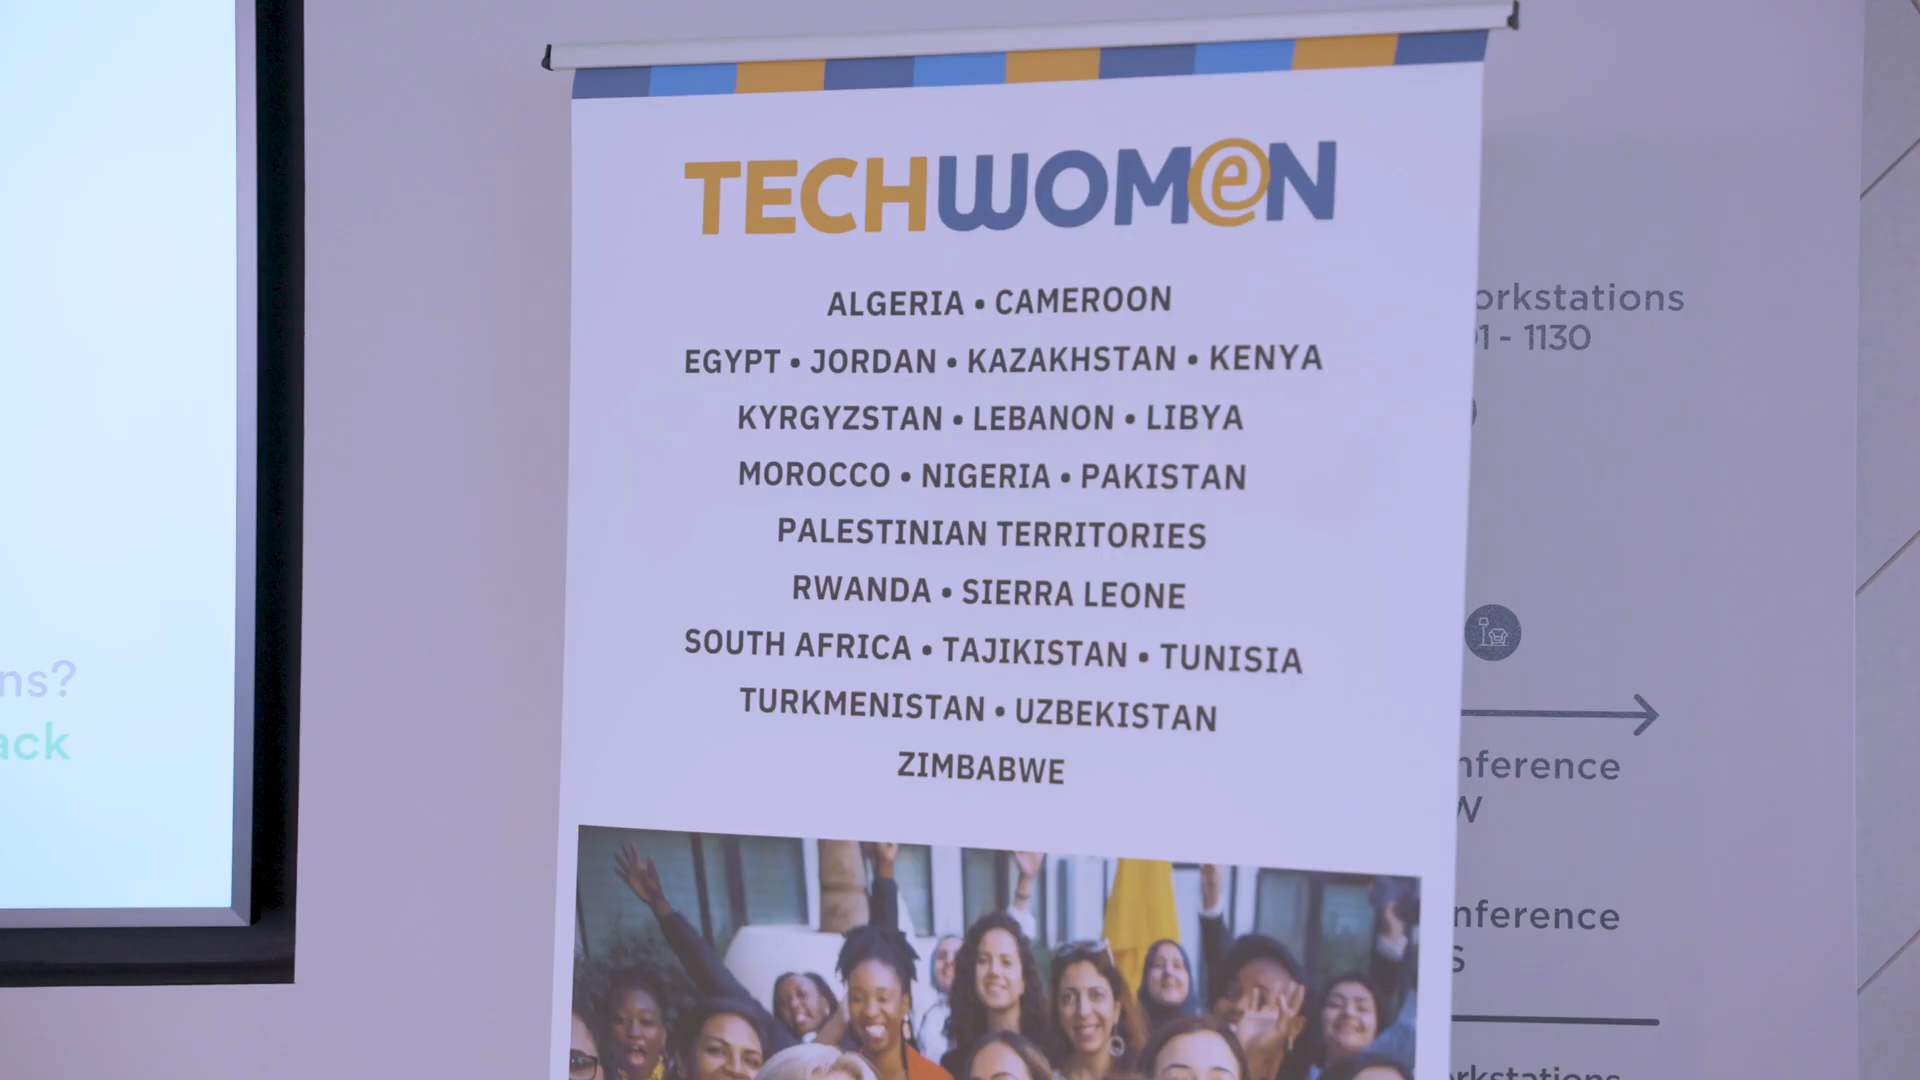 TECHWOMeN
ALGERIA • CAMEROON
EGYPT • JORDAN • KAZAKHSTAN • KENYA
KYRGYZSTAN • LEBANON • LIBYA
MOROCCO • NIGERIA • PAKISTAN
PALESTINIAN TERRITORIES
RWANDA • SIERRA LEONE
SOUTH AFRICA • TAJIKISTAN • TUNISIA
TURKMENISTAN • UZBEKISTAN
ZIMBABWE
orkstations
1 - 1130
nference
W
nference
S
rkstations
ns?
ack